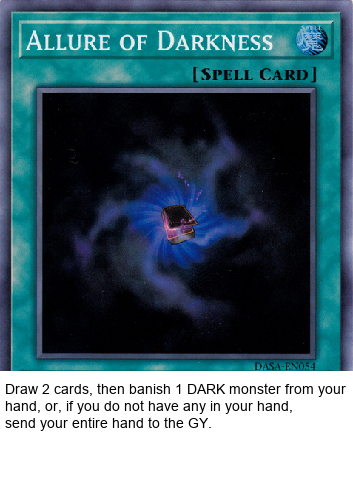 ALLURE OF DARKNESS
SPELL
[SPELL CARD]
DASA-EN054
Draw 2 cards, then banish 1 DARK monster from your
hand, or, if you do not have any in your hand,
send your entire hand to the GY.